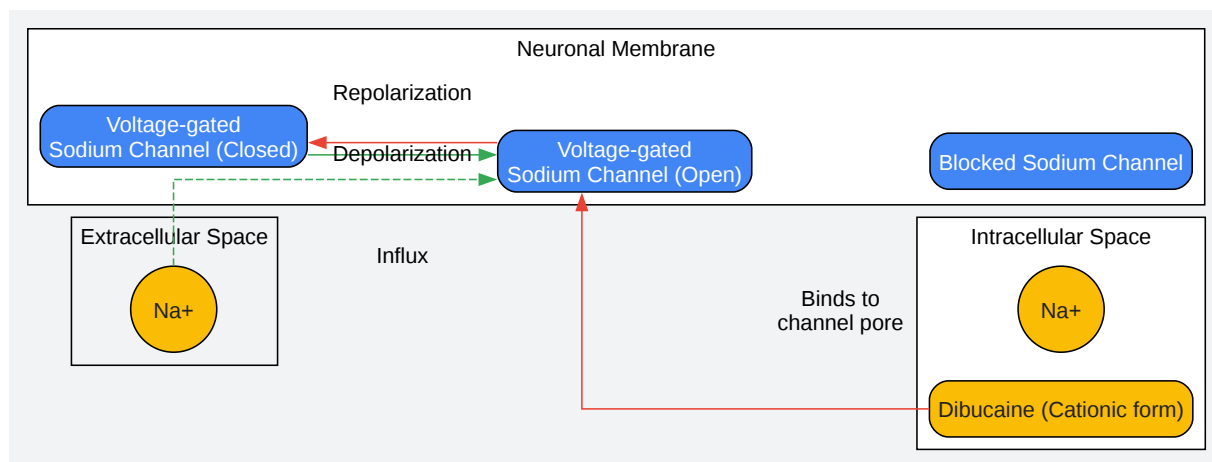 Neuronal Membrane
Repolarization
Voltage-gated
Sodium Channel (Closed)
Depolarization
Voltage-gated
Sodium Channel (Open)
Blocked Sodium Channel
Extracellular Space
Influx
Na+
Intracellular Space
Na+
Binds to
channel pore
Dibucaine (Cationic form)